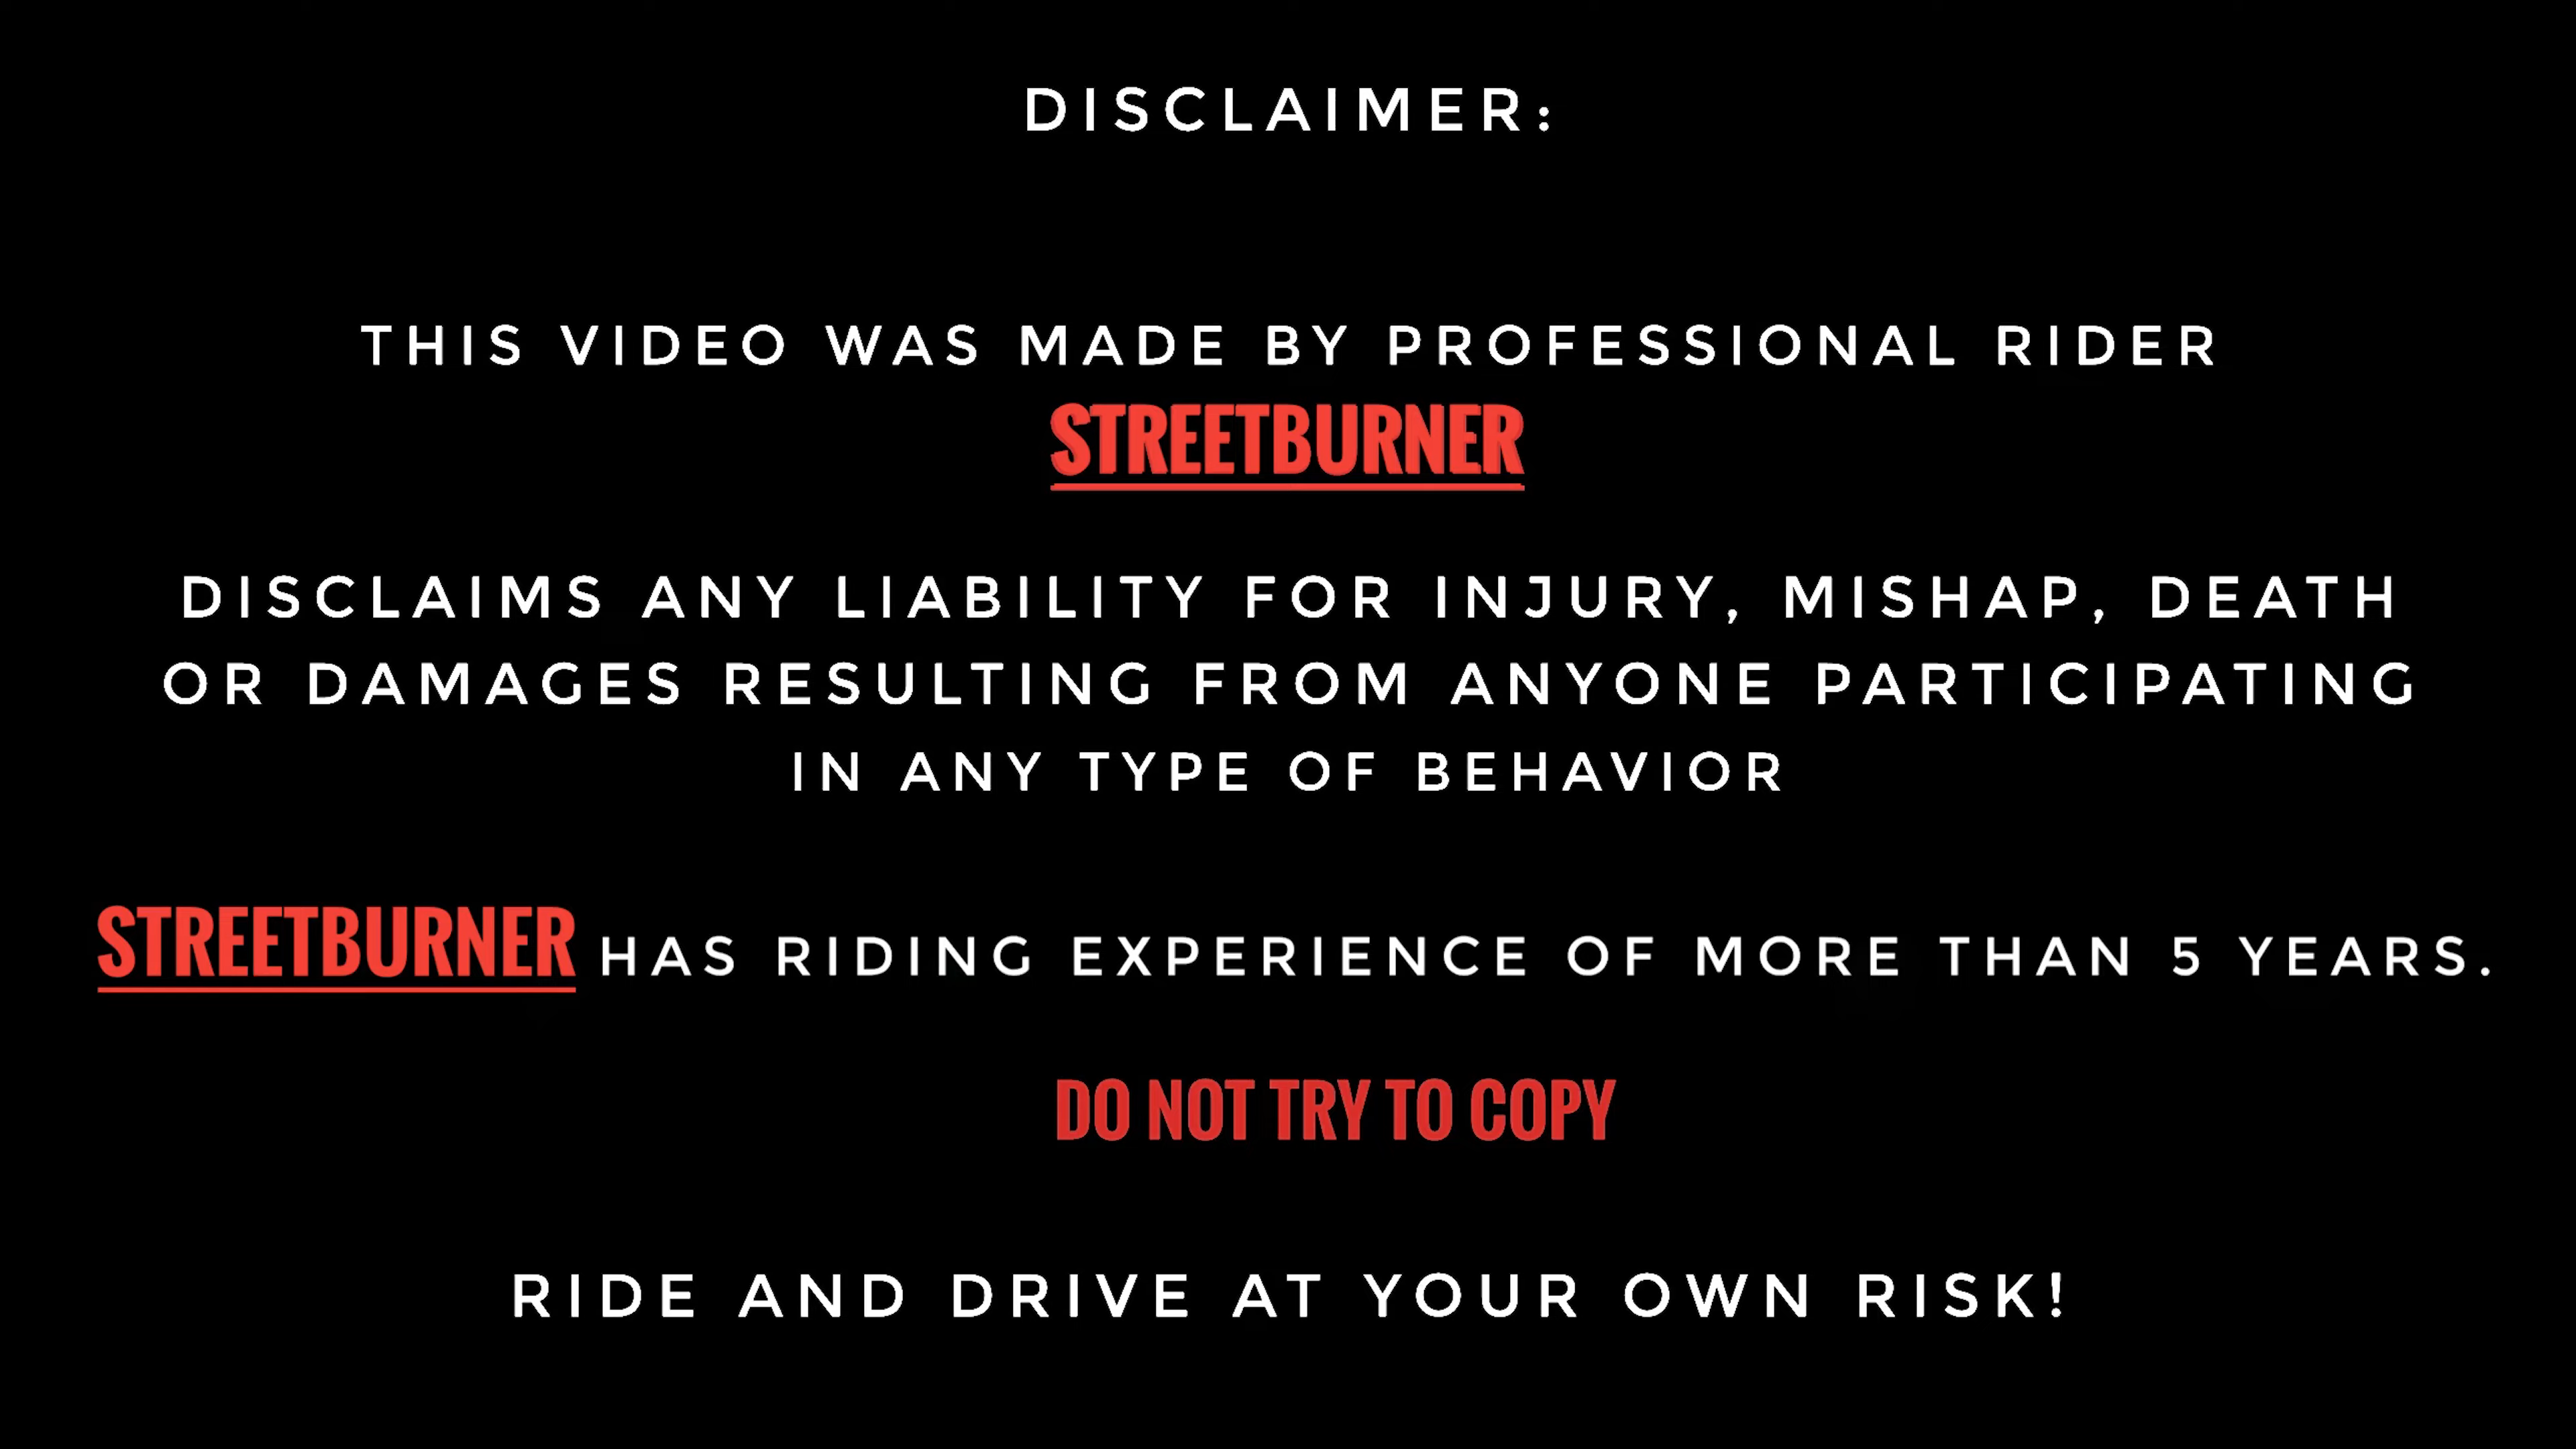 DISCLAIMER:
THIS VIDEO WAS MADE BY PROFESSIONAL RIDER
STREETBURNER
DISCLAIMS ANY LIABILITY FOR INJURY, MISHAP, DEATH
OR DAMAGES RESULTING FROM ANYONE PARTICIPATING
IN ANY TYPE OF BEHAVIOR
STREETBURNER HAS RIDING EXPERIENCE OF MORE THAN 5 YEARS.
DO NOT TRY TO COPY
RIDE AND DRIVE AT YOUR OWN RISK!